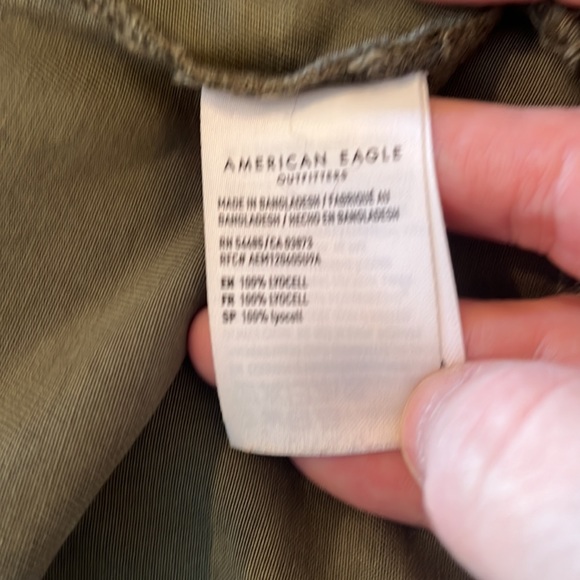 AMERICAN EAGLE
OUTFITTERS
MADE IN BANGLADESH / FABRIQUÉ AU
BANGLADESH / HECHO EN BANGLADESH
RN 54485/CA 03873
EN 100% LYOCELL
FR 100% LYOCELL
SP 100% lyocell